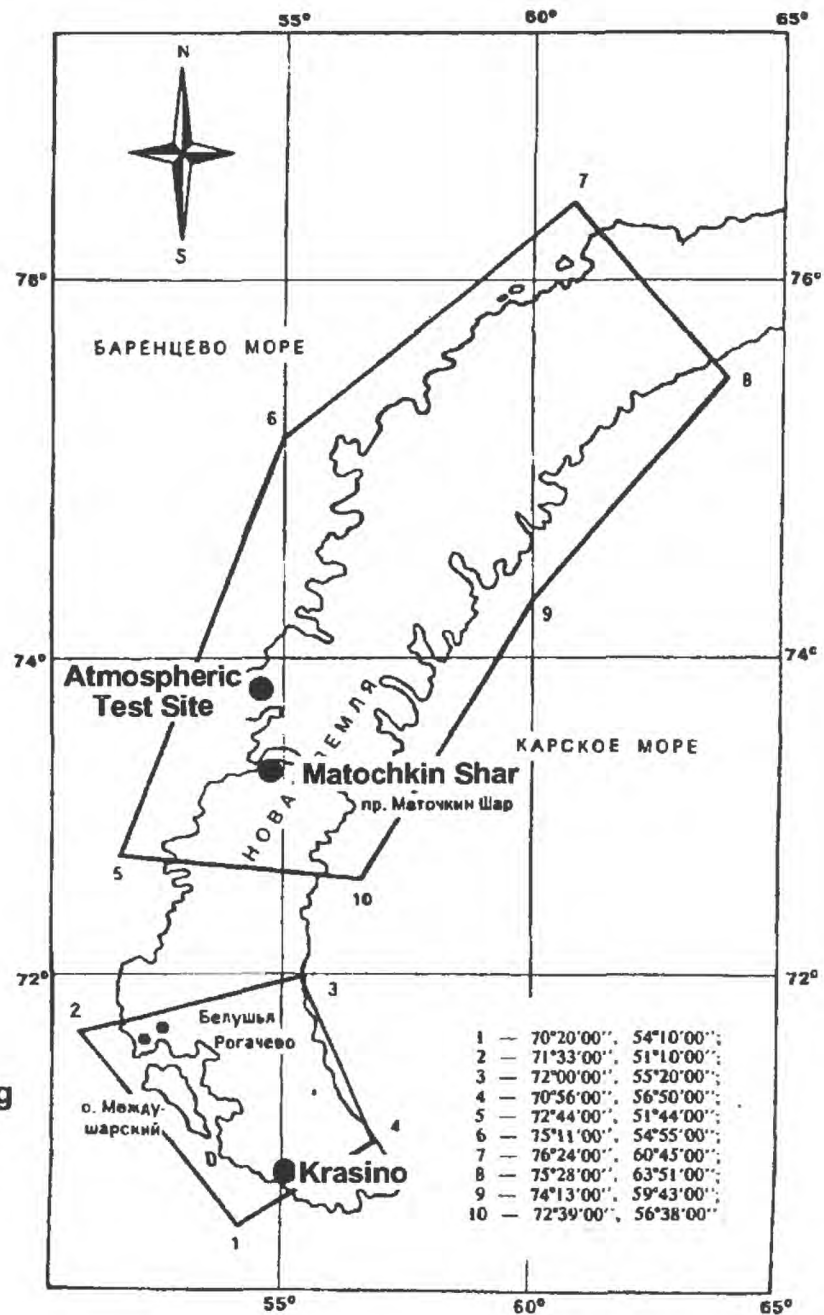 55° 60° 65°
N
S
7
76°
БАРЕНЦЕВО МОРЕ
8
6
9
74°
Atmospheric
Test Site
КАРСКОЕ МОРЕ
Matochkin Shar
пр. Маточкин Шар
НОВАЯ ЗЕМЛЯ
5
10
72° 72°
3
2
Белушья
Рогачево
g
о. Между-
шарский
4
Krasino
1
1 — 70°20'00'', 54°10'00'';
2 — 71°33'00'', 51°10'00'';
3 — 72°00'00'', 55°20'00'';
4 — 70°56'00'', 56°50'00'';
5 — 72°44'00'', 51°44'00'';
6 — 75°11'00'', 54°55'00'';
7 — 76°24'00'', 60°45'00'';
8 — 75°28'00'', 63°51'00'';
9 — 74°13'00'', 59°43'00'';
10 — 72°39'00'', 56°38'00''
55° 60° 65°